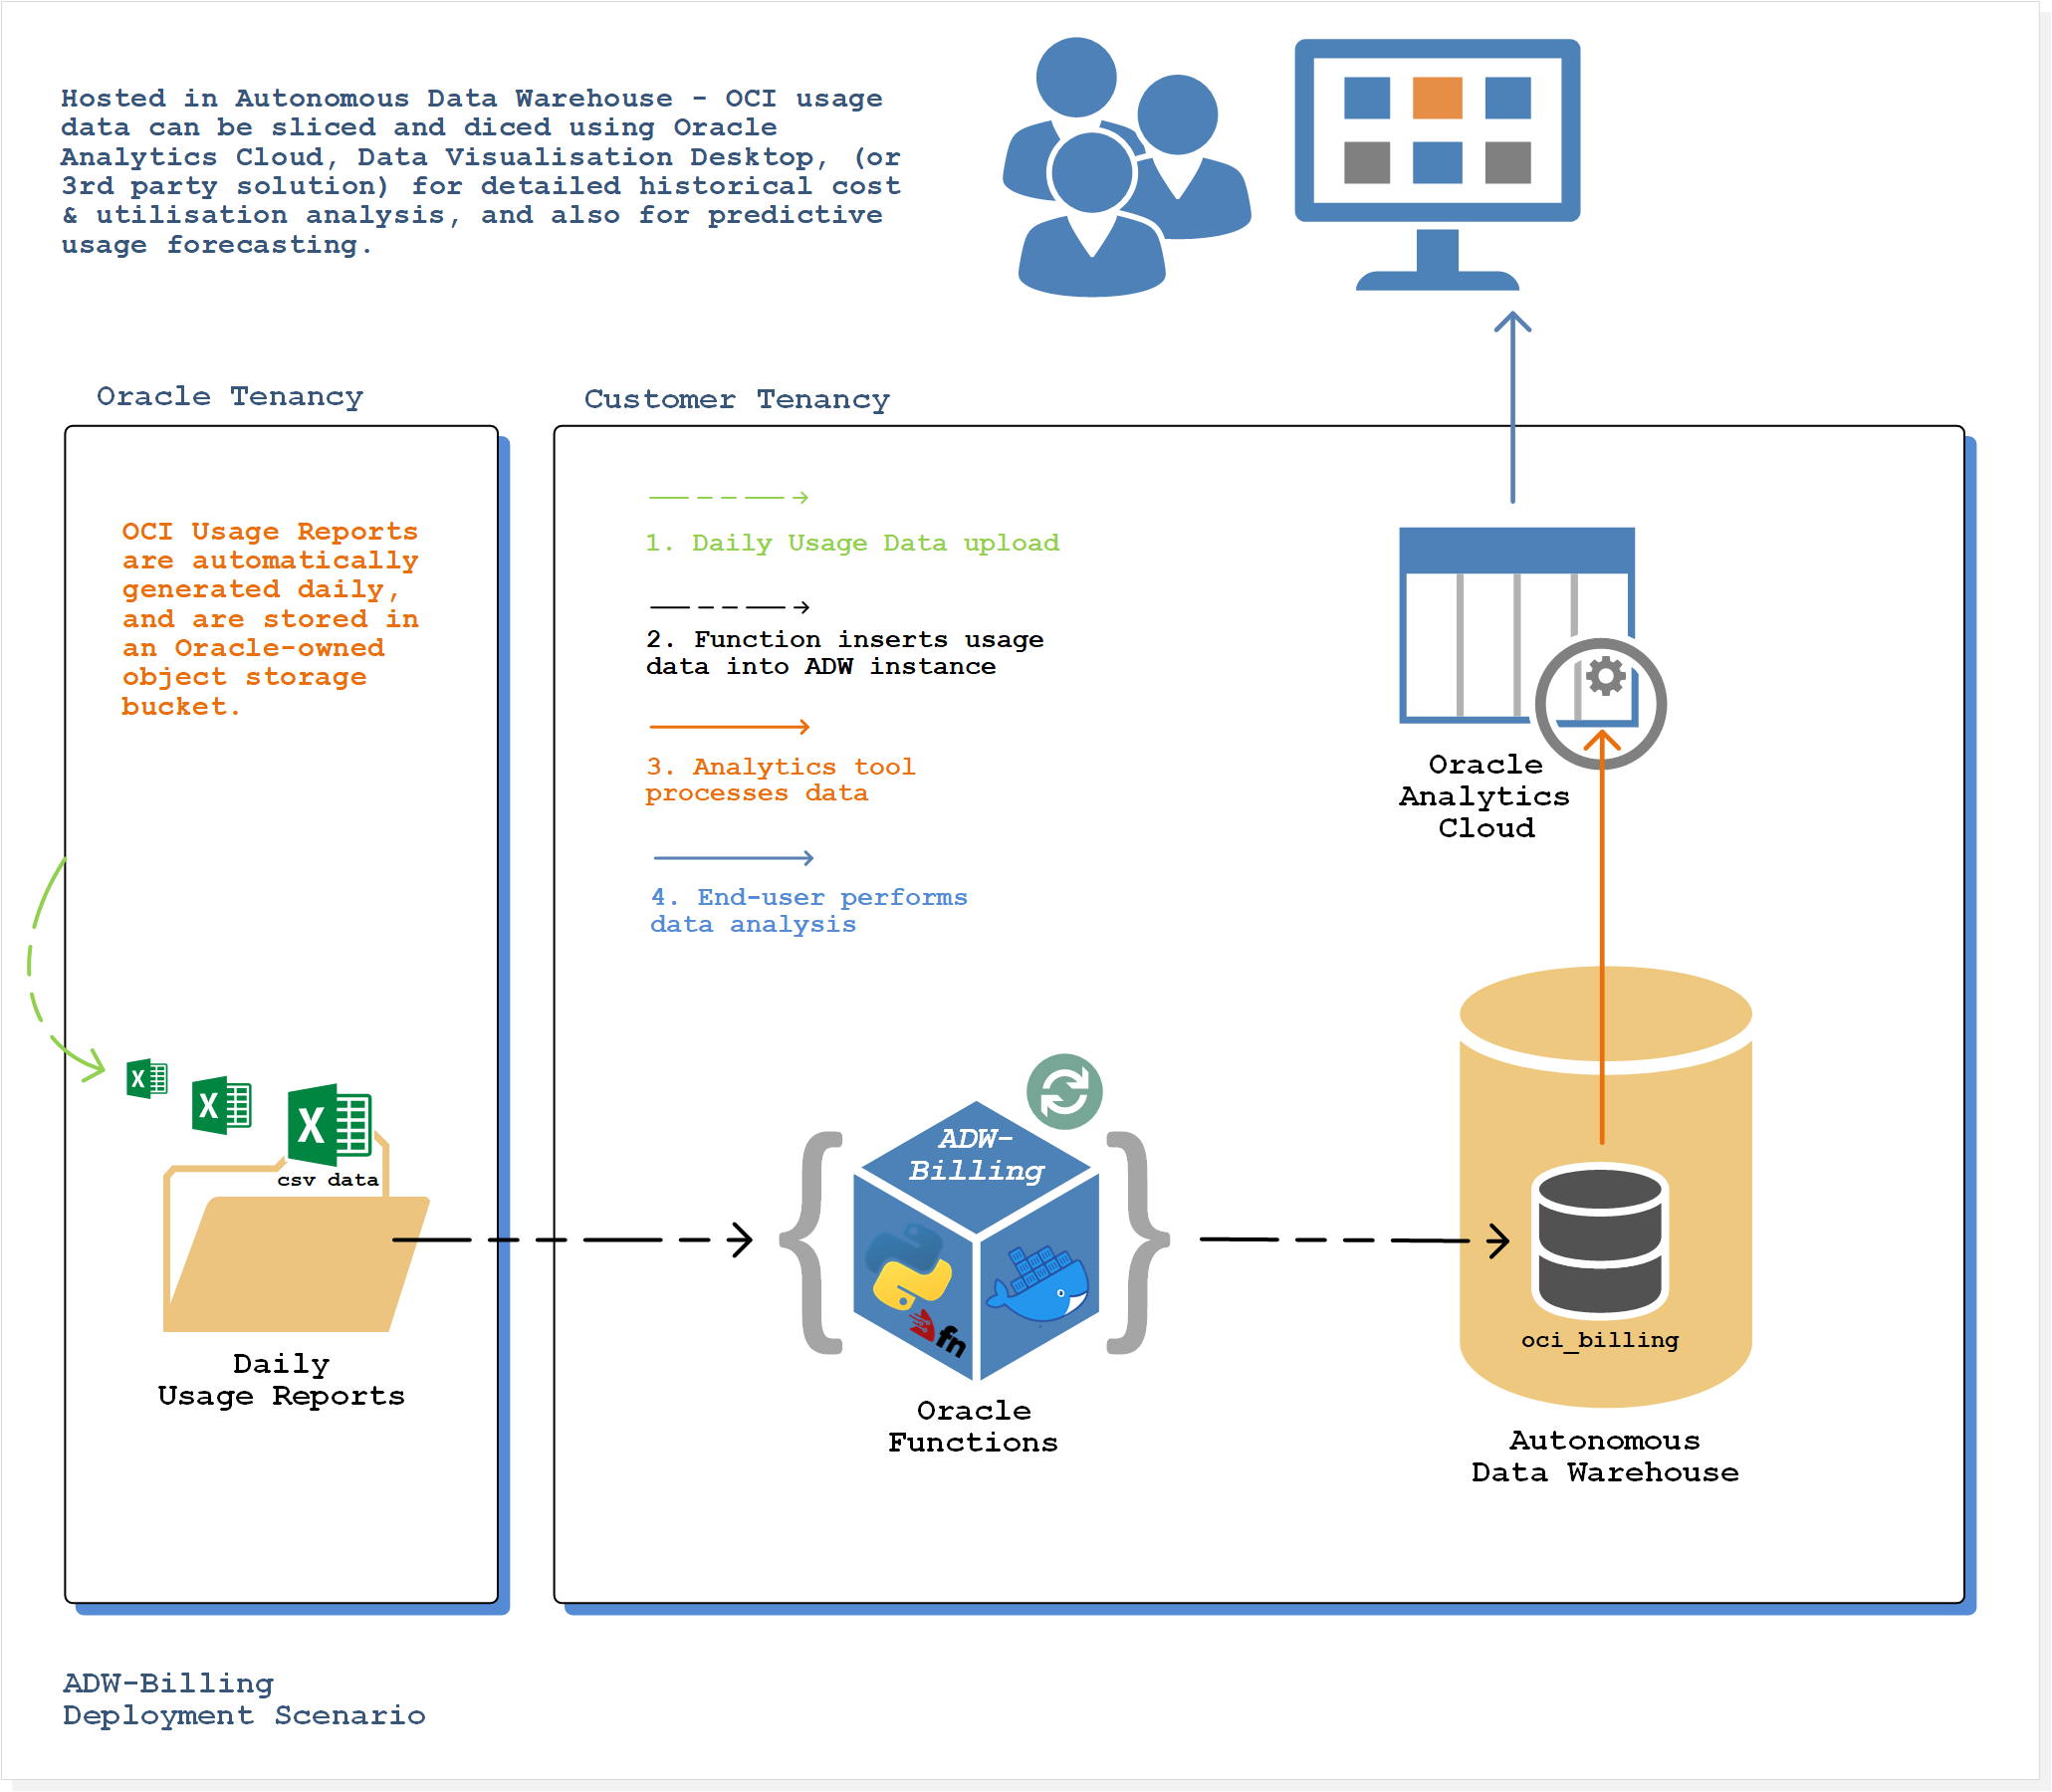 Hosted in Autonomous Data Warehouse - OCI usage
data can be sliced and diced using Oracle
Analytics Cloud, Data Visualisation Desktop, (or
3rd party solution) for detailed historical cost
& utilisation analysis, and also for predictive
usage forecasting.
Oracle Tenancy
Customer Tenancy
OCI Usage Reports
are automatically
generated daily,
and are stored in
an Oracle-owned
object storage
bucket.
1. Daily Usage Data upload
2. Function inserts usage
data into ADW instance
3. Analytics tool
processes data
4. End-user performs
data analysis
Oracle
Analytics
Cloud
X
X
X
csv data
Daily
Usage Reports
ADW-
Billing
fn
Oracle
Functions
oci_billing
Autonomous
Data Warehouse
ADW-Billing
Deployment Scenario